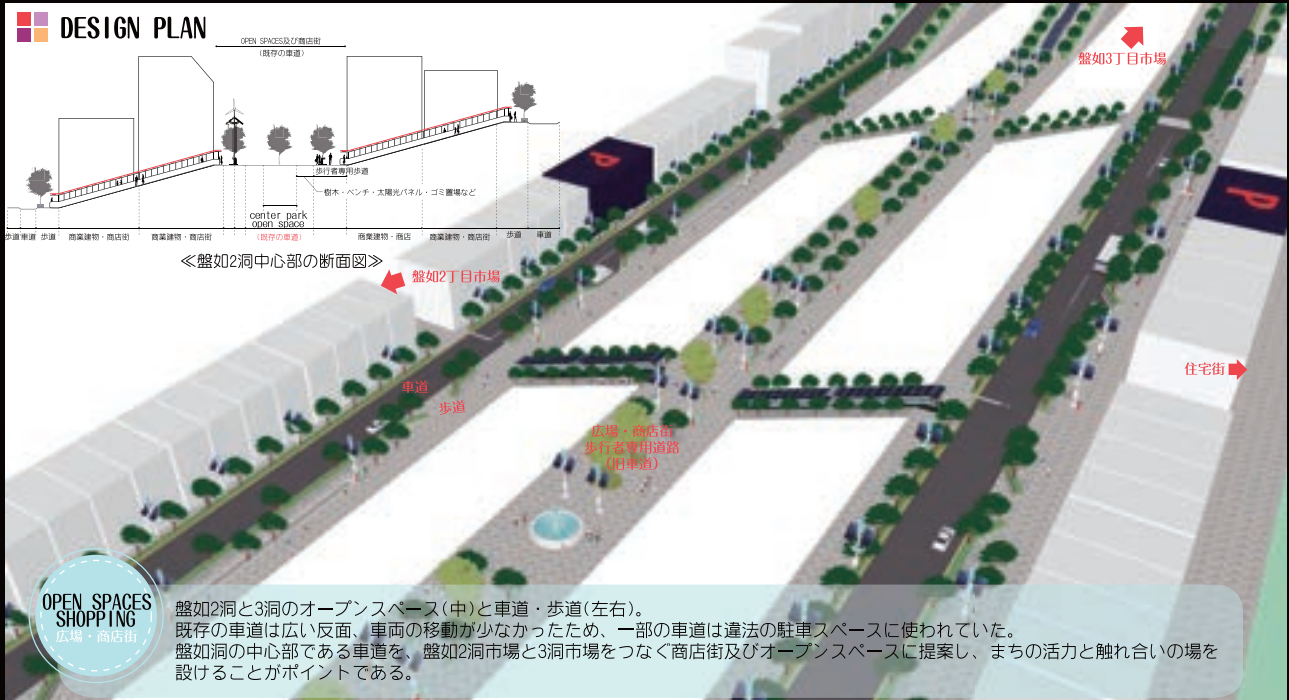 DESIGN PLAN
OPEN SPACES及び商店街
(既存の車道)
歩行者専用歩道
樹木・ベンチ・太陽光パネル・ゴミ置場など
center park
open space
歩道 車道 歩道 商業建物・商店街 商業建物・商店街 (既存の車道) 商業建物・商店 商業建物・商店街 歩道 車道
≪盤如2洞中心部の断面図≫
盤如3丁目市場
盤如2丁目市場
P
P
住宅街
車道
歩道
広場・商店街
歩行者専用道路
(旧車道)
OPEN SPACES
SHOPPING
広場・商店街
盤如2洞と3洞のオープンスペース(中)と車道・歩道(左右)。
既存の車道は広い反面、車両の移動が少なかったため、一部の車道は違法の駐車スペースに使われていた。
盤如洞の中心部である車道を、盤如2洞市場と3洞市場をつなぐ商店街及びオープンスペースに提案し、まちの活力と触れ合いの場を
設けることがポイントである。